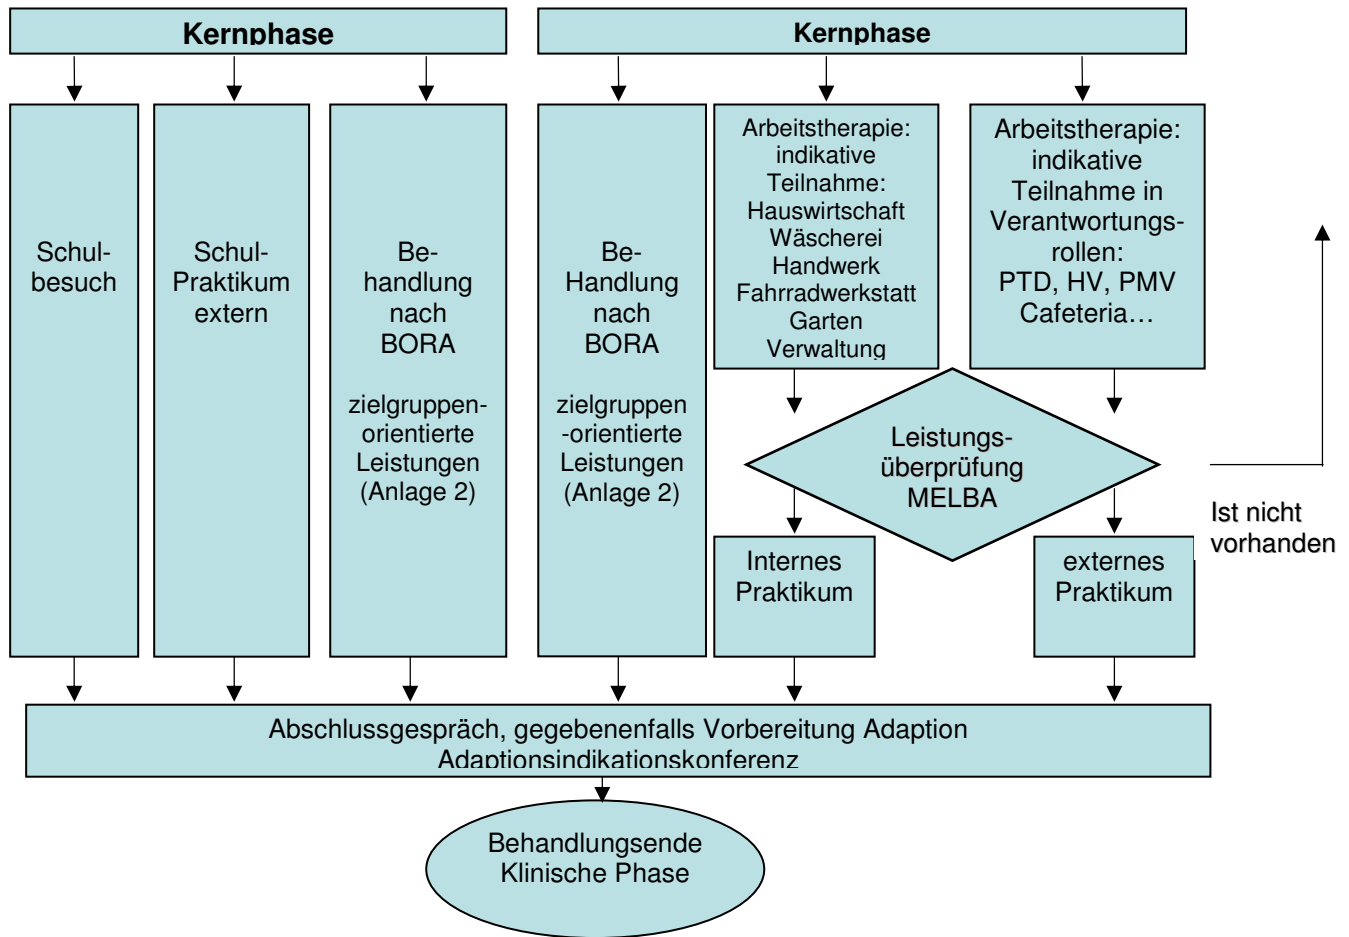 Kernphase
Kernphase
Schul-
besuch
Schul-
Praktikum
extern
Be-
handlung
nach
BORA
zielgruppen-
orientierte
Leistungen
(Anlage 2)
Be-
Handlung
nach
BORA
zielgruppen
-orientierte
Leistungen
(Anlage 2)
Arbeitstherapie:
indikative
Teilnahme:
Hauswirtschaft
Wäscherei
Handwerk
Fahrradwerkstatt
Garten
Verwaltung
Arbeitstherapie:
indikative
Teilnahme in
Verantwortungs-
rollen:
PTD, HV, PMV
Cafeteria…
Leistungs-
überprüfung
MELBA
Ist nicht
vorhanden
Internes
Praktikum
externes
Praktikum
Abschlussgespräch, gegebenenfalls Vorbereitung Adaption
Adaptionsindikationskonferenz
Behandlungsende
Klinische Phase